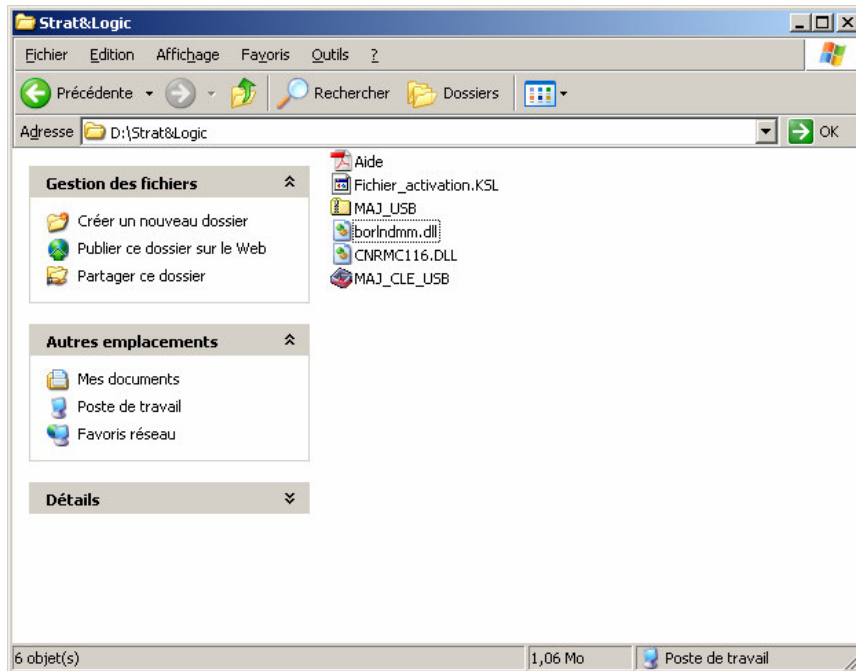 Strat&Logic
Fichier Edition Affichage Favoris Outils ?
Précédente Rechercher Dossiers
Adresse D:\Strat&Logic OK
Gestion des fichiers
Créer un nouveau dossier
Publier ce dossier sur le Web
Partager ce dossier
Autres emplacements
Mes documents
Poste de travail
Favoris réseau
Détails
Aide
Fichier_activation.KSL
MAJ_USB
borlndmm.dll
CNRMC116.DLL
MAJ_CLE_USB
6 objet(s) 1,06 Mo Poste de travail